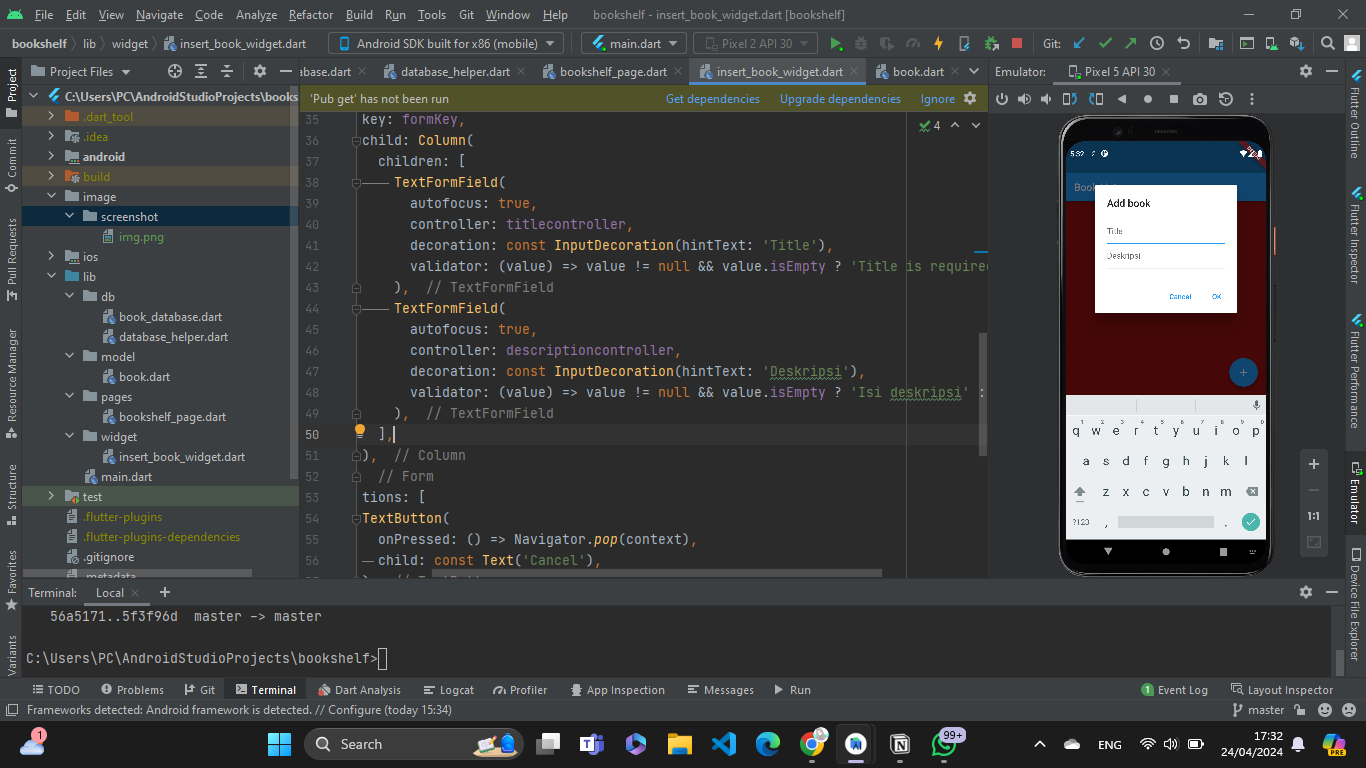 File Edit View Navigate Code Analyze Refactor Build Run Tools Git Window Help bookshelf - insert_book_widget.dart [bookshelf]
bookshelf lib widget insert_book_widget.dart Android SDK built for x86 (mobile) main.dart Pixel 2 API 30 Git:
Project Project Files
abase.dart database_helper.dart bookshelf_page.dart insert_book_widget.dart book.dart
Emulator: Pixel 5 API 30
'Pub get' has not been run Get dependencies Upgrade dependencies Ignore
C:\Users\PC\AndroidStudioProjects\books
.dart_tool
.idea
android
build
image
screenshot
img.png
ios
lib
db
book_database.dart
database_helper.dart
model
book.dart
pages
bookshelf_page.dart
widget
insert_book_widget.dart
main.dart
test
.flutter-plugins
.flutter-plugins-dependencies
.gitignore
.metadata
4
35 key: formKey,
36 child: Column(
37 children: [
38 TextFormField(
39 autofocus: true,
40 controller: titlecontroller,
41 decoration: const InputDecoration(hintText: 'Title'),
42 validator: (value) => value != null && value.isEmpty ? 'Title is required
43 ), // TextFormField
44 TextFormField(
45 autofocus: true,
46 controller: descriptioncontroller,
47 decoration: const InputDecoration(hintText: 'Deskripsi'),
48 validator: (value) => value != null && value.isEmpty ? 'Isi deskripsi' :
49 ), // TextFormField
50 ],
51 ), // Column
52 // Form
53 tions: [
54 TextButton(
55 onPressed: () => Navigator.pop(context),
56 child: const Text('Cancel'),
5:32
Add book
Title
Deskripsi
Cancel OK
+
1 2 3 4 5 6 7 8 9 0
q w e r t y u i o p
a s d f g h j k l
z x c v b n m
?123 , .
1:1
Commit
Pull Requests
Resource Manager
Structure
Favorites
Variants
Flutter Outline
Flutter Inspector
Flutter Performance
Emulator
Device File Explorer
Terminal: Local
56a5171..5f3f96d master -> master
C:\Users\PC\AndroidStudioProjects\bookshelf>
TODO Problems Git Terminal Dart Analysis Logcat Profiler App Inspection Messages Run 1 Event Log Layout Inspector
Frameworks detected: Android framework is detected. // Configure (today 15:34) master
1 Search 99+ ENG 17:32
24/04/2024
PRE